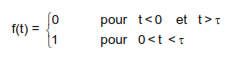 f(t) = {0 pour t<0 et t>τ
1 pour 0<t <τ